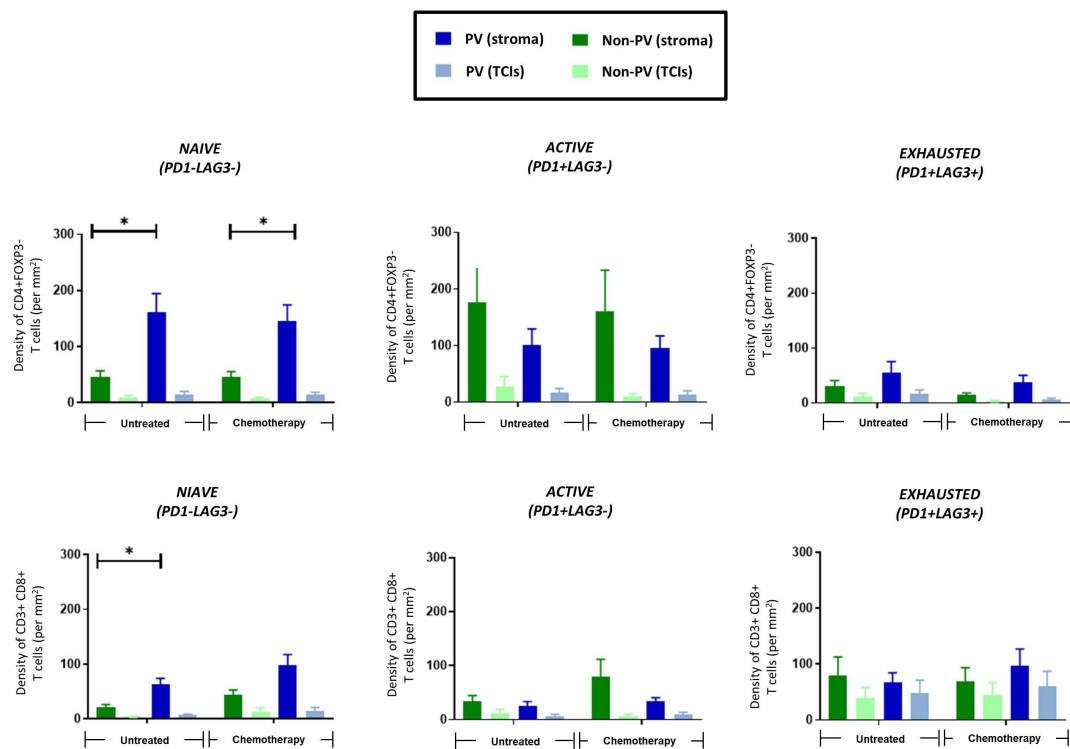 PV (stroma) Non-PV (stroma)
PV (TCIs) Non-PV (TCIs)
NAIVE
(PD1-LAG3-)
Density of CD4+FOXP3-
T cells (per mm²)
300
200
100
0
*
*
Untreated
Chemotherapy
ACTIVE
(PD1+LAG3-)
Density of CD4+FOXP3-
T cells (per mm²)
300
200
100
0
Untreated
Chemotherapy
EXHAUSTED
(PD1+LAG3+)
Density of CD4+FOXP3-
T cells (per mm²)
300
200
100
0
Untreated
Chemotherapy
NIAVE
(PD1-LAG3-)
Density of CD3+ CD8+
T cells (per mm²)
300
200
100
0
*
Untreated
Chemotherapy
ACTIVE
(PD1+LAG3-)
Density of CD3+ CD8+
T cells (per mm²)
300
200
100
0
Untreated
Chemotherapy
EXHAUSTED
(PD1+LAG3+)
Density of CD3+ CD8+
T cells (per mm²)
300
200
100
0
Untreated
Chemotherapy